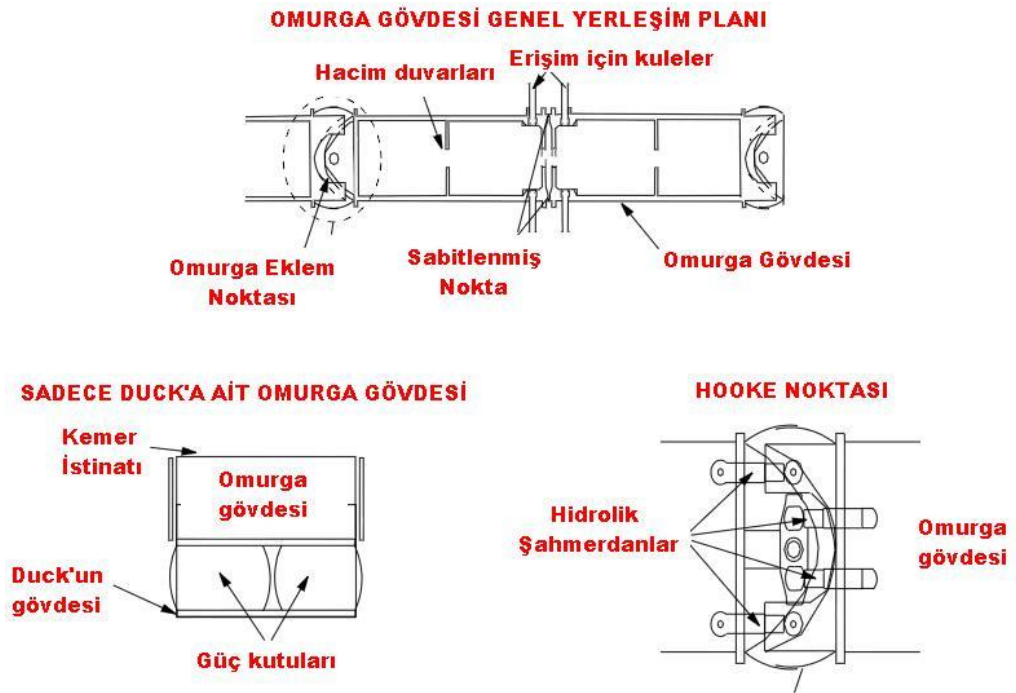 OMURGA GÖVDESİ GENEL YERLEŞİM PLANI
Hacim duvarları
Erişim için kuleler
Omurga Eklem
Noktası
Sabitlenmiş
Nokta
Omurga Gövdesi
SADECE DUCK'A AİT OMURGA GÖVDESİ
Kemer
İstinatı
Omurga
gövdesi
Duck'un
gövdesi
Güç kutuları
HOOKE NOKTASI
Hidrolik
Şahmerdanlar
Omurga
gövdesi